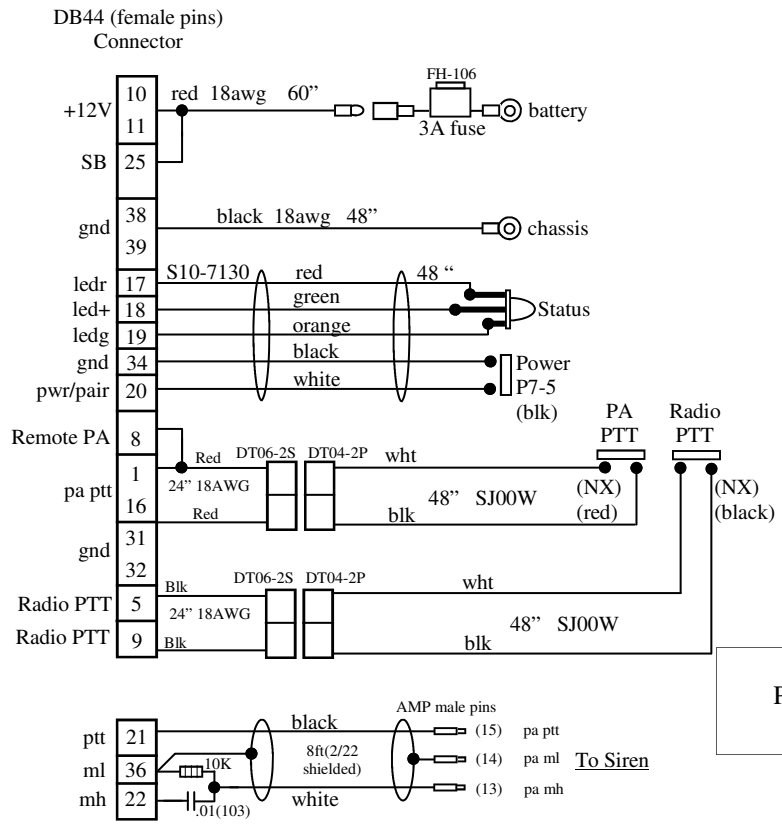 DB44 (female pins)
Connector
FH-106
+12V 10 red 18awg 60” battery
11 3A fuse
SB 25
gnd 38 black 18awg 48” chassis
39
ledr 17 S10-7130 red 48 “
led+ 18 green Status
ledg 19 orange
gnd 34 black Power
pwr/pair 20 white P7-5
(blk)
PA Radio
PTT PTT
Remote PA 8
Red DT06-2S DT04-2P wht
pa ptt 1 24” 18AWG 48” SJ00W (NX) (NX)
16 Red blk (red) (black)
gnd 31
32
DT06-2S DT04-2P
Radio PTT 5 Blk wht
24” 18AWG 48” SJ00W
Radio PTT 9 Blk blk
P
AMP male pins
ptt 21 black (15) pa ptt
8ft(2/22
shielded)
ml 36 10K (14) pa ml To Siren
mh 22 .01(103) white (13) pa mh